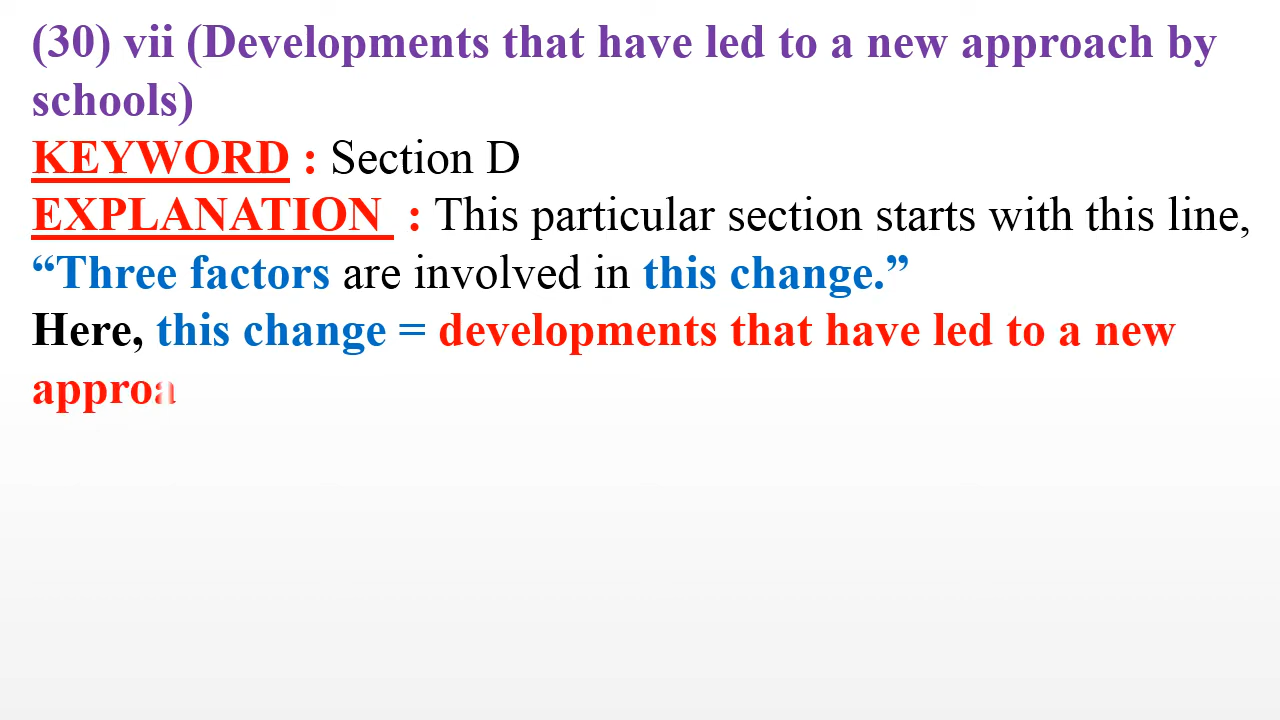 (30) vii (Developments that have led to a new approach by
schools)
KEYWORD : Section D
EXPLANATION : This particular section starts with this line,
“Three factors are involved in this change.”
Here, this change = developments that have led to a new
approa